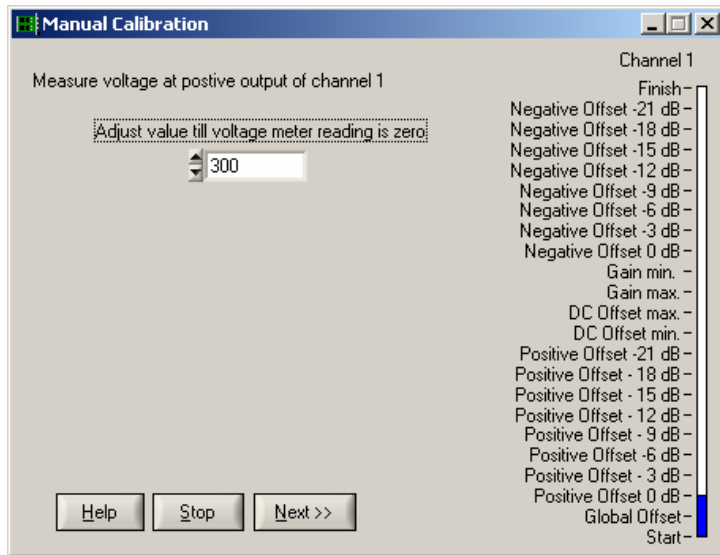 Manual Calibration
Measure voltage at postive output of channel 1
Adjust value till voltage meter reading is zero
300
Channel 1
Finish
Negative Offset -21 dB
Negative Offset -18 dB
Negative Offset -15 dB
Negative Offset -12 dB
Negative Offset -9 dB
Negative Offset -6 dB
Negative Offset -3 dB
Negative Offset 0 dB
Gain min.
Gain max.
DC Offset max.
DC Offset min.
Positive Offset -21 dB
Positive Offset - 18 dB
Positive Offset - 15 dB
Positive Offset - 12 dB
Positive Offset - 9 dB
Positive Offset -6 dB
Positive Offset - 3 dB
Positive Offset 0 dB
Global Offset
Start
Help
Stop
Next >>